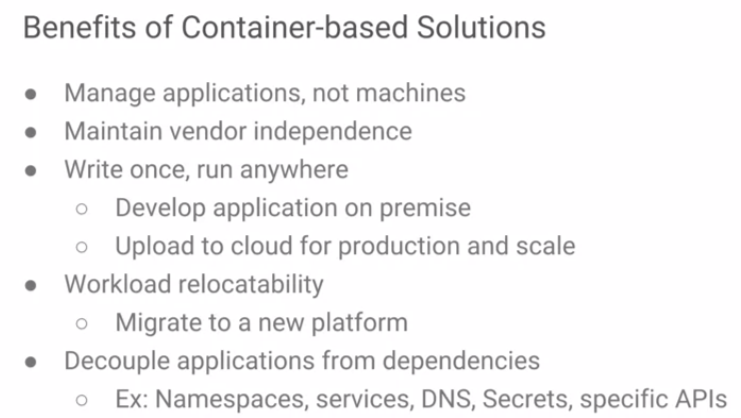 Benefits of Container-based Solutions
● Manage applications, not machines
● Maintain vendor independence
● Write once, run anywhere
○ Develop application on premise
○ Upload to cloud for production and scale
● Workload relocatability
○ Migrate to a new platform
● Decouple applications from dependencies
○ Ex: Namespaces, services, DNS, Secrets, specific APIs